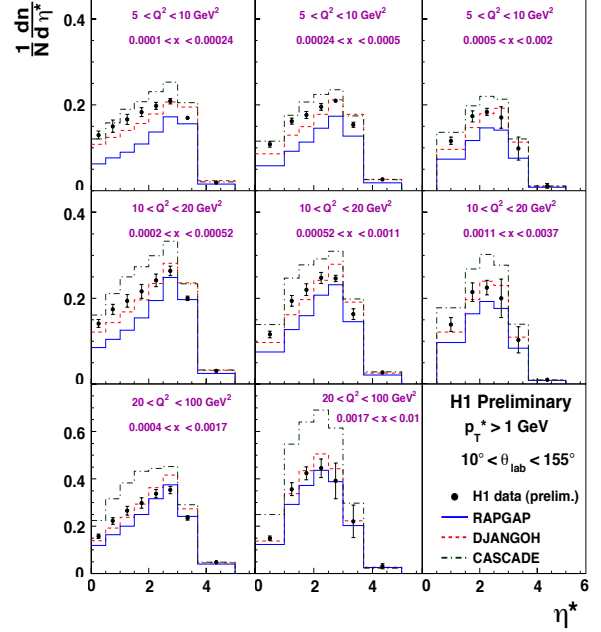 1 dn
N dη*
5 < Q² < 10 GeV²
0.0001 < x < 0.00024
5 < Q² < 10 GeV²
0.00024 < x < 0.0005
5 < Q² < 10 GeV²
0.0005 < x < 0.002
0.4
0.2
0
10 < Q² < 20 GeV²
0.0002 < x < 0.00052
10 < Q² < 20 GeV²
0.00052 < x < 0.0011
10 < Q² < 20 GeV²
0.0011 < x < 0.0037
0.4
0.2
0
20 < Q² < 100 GeV²
0.0004 < x < 0.0017
20 < Q² < 100 GeV²
0.0017 < x < 0.01
0.6
0.4
0.2
0
H1 Preliminary
p_T* > 1 GeV
10° < θ_lab < 155°
H1 data (prelim.)
RAPGAP
DJANGOH
CASCADE
0 2 4 0 2 4 0 2 4 6
η*